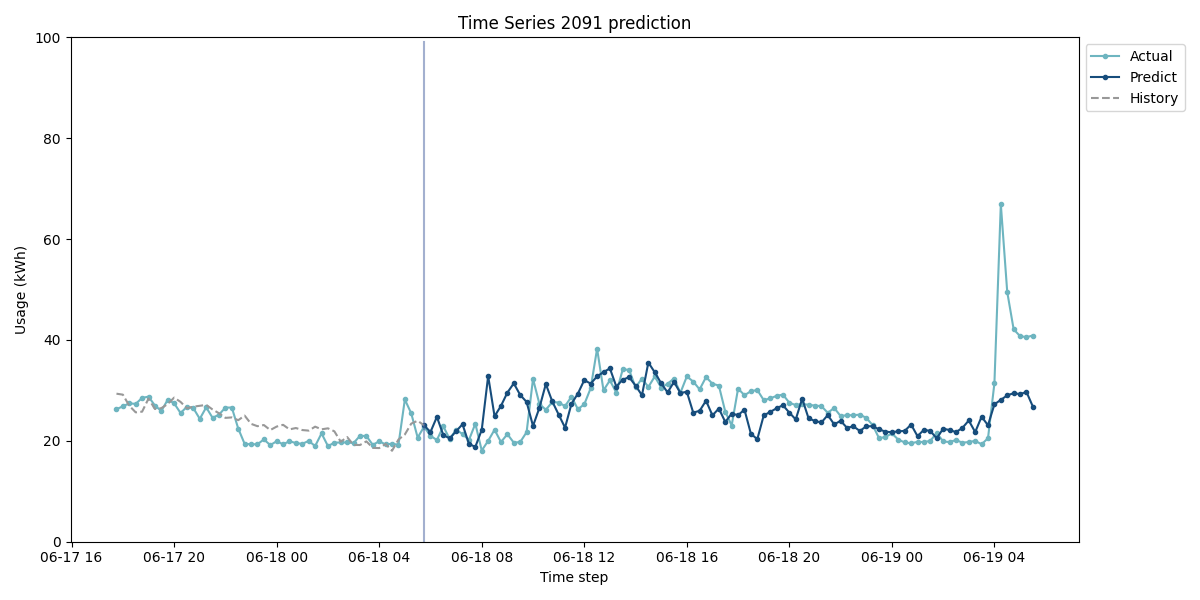 Time Series 2091 prediction
100
80
60
40
20
0
Usage (kWh)
06-17 16
06-17 20
06-18 00
06-18 04
06-18 08
06-18 12
06-18 16
06-18 20
06-19 00
06-19 04
Time step
Actual
Predict
History